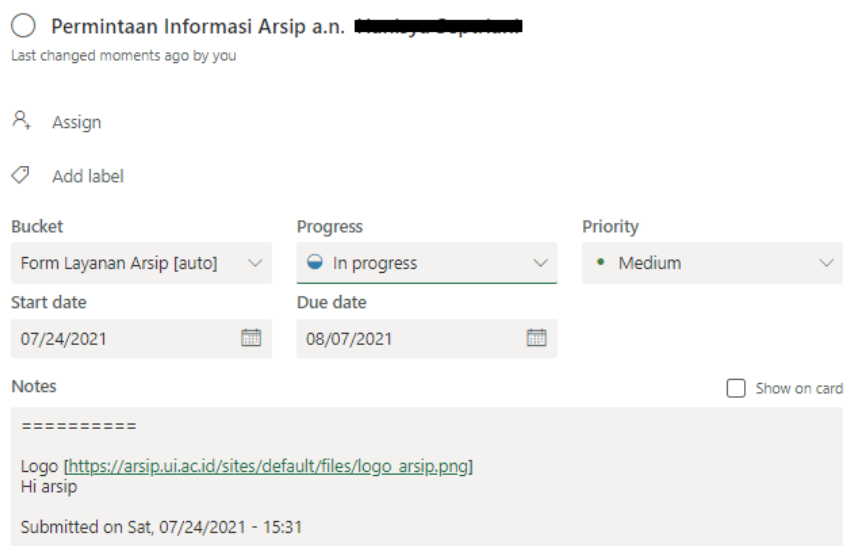 Permintaan Informasi Arsip a.n.
Last changed moments ago by you
Assign
Add label
Bucket
Progress
Priority
Form Layanan Arsip [auto]
In progress
Medium
Start date
Due date
07/24/2021
08/07/2021
Notes
Show on card
==========
Logo [https://arsip.ui.ac.id/sites/default/files/logo_arsip.png]
Hi arsip
Submitted on Sat, 07/24/2021 - 15:31